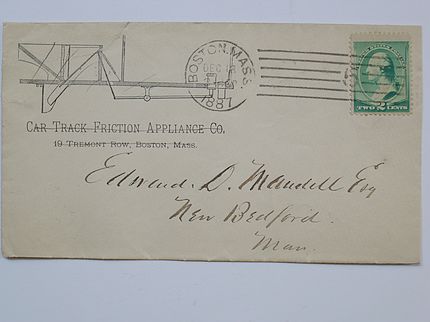 BOSTON. MASS.
DEC
1887
TWO CENTS
2
CAR TRACK FRICTION APPLIANCE CO.
19 TREMONT ROW, BOSTON, MASS.
Edward D. Mandell Esq
New Bedford.
Mass.